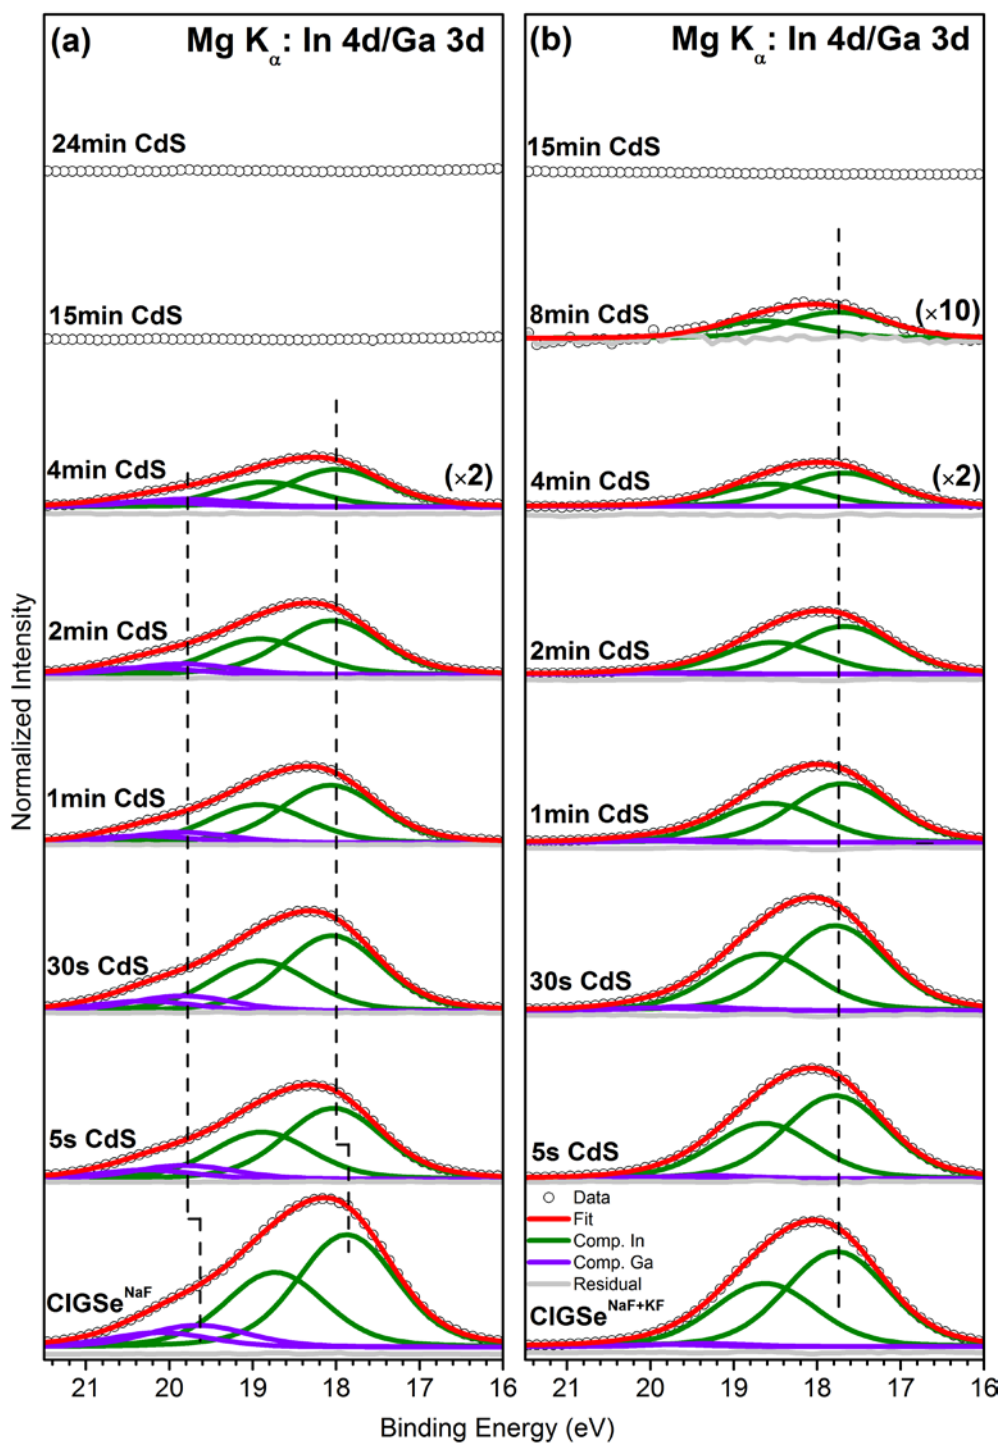 (a) Mg Kα: In 4d/Ga 3d
24min CdS
15min CdS
4min CdS (×2)
2min CdS
1min CdS
30s CdS
5s CdS
CIGSe^NaF
21 20 19 18 17 16
(b) Mg Kα: In 4d/Ga 3d
15min CdS
8min CdS (×10)
4min CdS (×2)
2min CdS
1min CdS
30s CdS
5s CdS
Data
Fit
Comp. In
Comp. Ga
Residual
CIGSe^NaF+KF
21 20 19 18 17 16
Normalized Intensity
Binding Energy (eV)